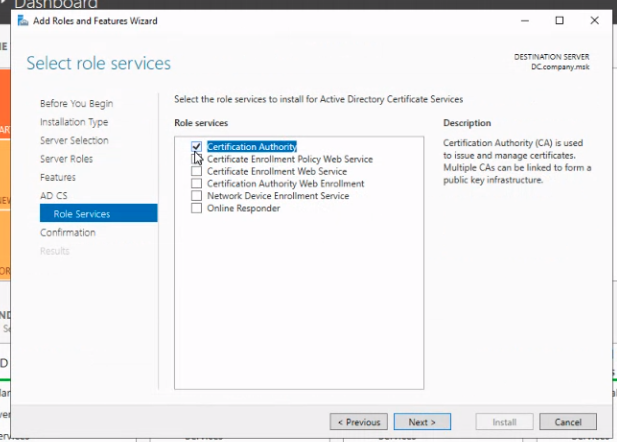 Dashboard
Add Roles and Features Wizard
Select role services
DESTINATION SERVER
DC.company.msk
Before You Begin
Installation Type
Server Selection
Server Roles
Features
AD CS
Role Services
Confirmation
Results
Select the role services to install for Active Directory Certificate Services
Role services
Certification Authority
Certificate Enrollment Policy Web Service
Certificate Enrollment Web Service
Certification Authority Web Enrollment
Network Device Enrollment Service
Online Responder
Description
Certification Authority (CA) is used
to issue and manage certificates.
Multiple CAs can be linked to form a
public key infrastructure.
< Previous
Next >
Install
Cancel